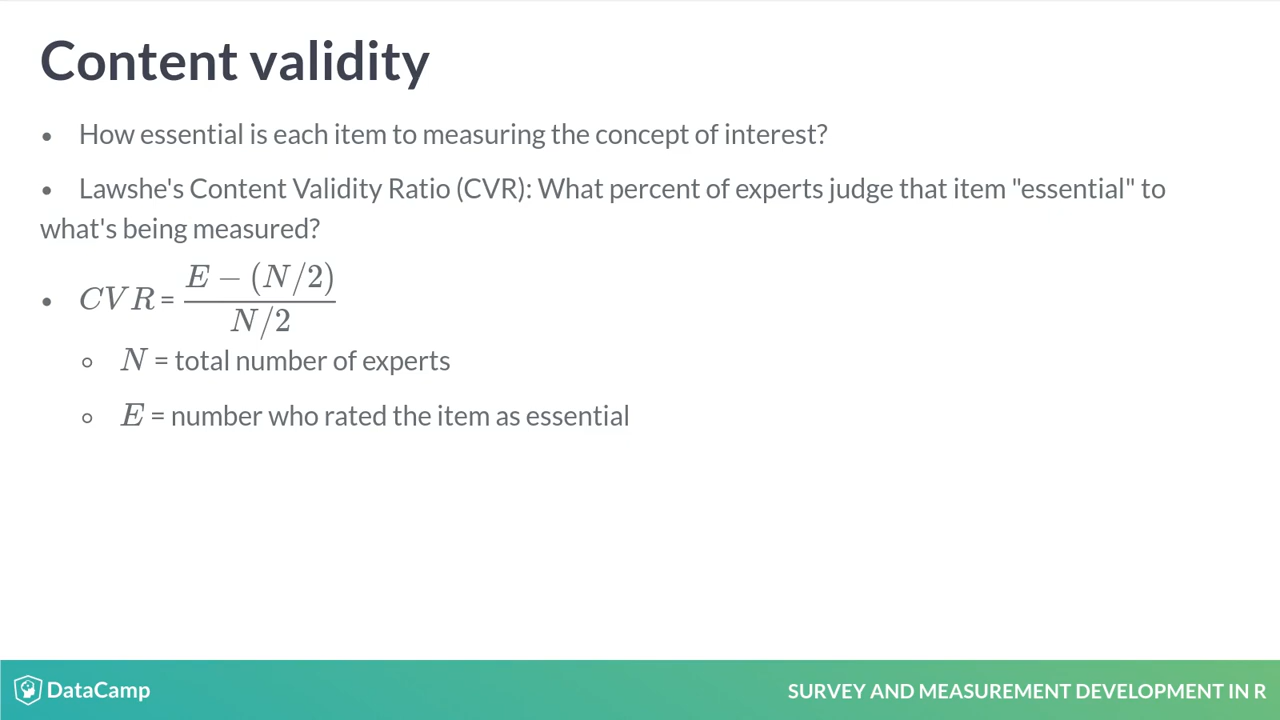 Content validity
• How essential is each item to measuring the concept of interest?
• Lawshe's Content Validity Ratio (CVR): What percent of experts judge that item "essential" to
what's being measured?
• CVR = \frac{E - (N/2)}{N/2}
◦ N = total number of experts
◦ E = number who rated the item as essential
DataCamp
SURVEY AND MEASUREMENT DEVELOPMENT IN R